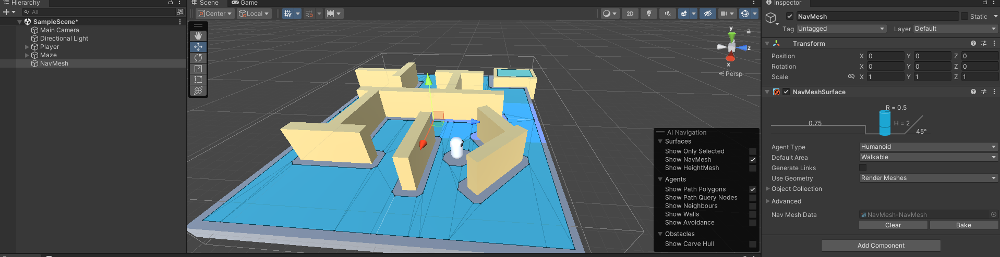 Hierarchy
All
SampleScene*
Main Camera
Directional Light
Player
Maze
NavMesh
Scene
Game
Center
Local
2D
y
z
x
Persp
AI Navigation
Surfaces
Show Only Selected
Show NavMesh
Show HeightMesh
Agents
Show Path Polygons
Show Path Query Nodes
Show Neighbours
Show Walls
Show Avoidance
Obstacles
Show Carve Hull
Inspector
NavMesh
Static
Tag Untagged
Layer Default
Transform
Position X 0 Y 0 Z 0
Rotation X 0 Y 0 Z 0
Scale X 1 Y 1 Z 1
NavMeshSurface
R = 0.5
0.75
H = 2
45°
Agent Type Humanoid
Default Area Walkable
Generate Links
Use Geometry Render Meshes
Object Collection
Advanced
Nav Mesh Data NavMesh-NavMesh
Clear Bake
Add Component